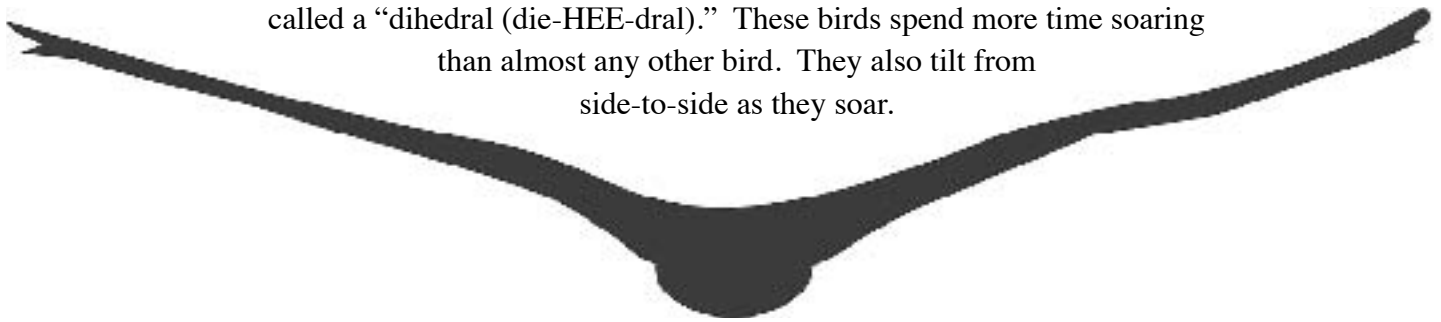 called a “dihedral (die-HEE-dral).”  These birds spend more time soaring
than almost any other bird.  They also tilt from
side-to-side as they soar.